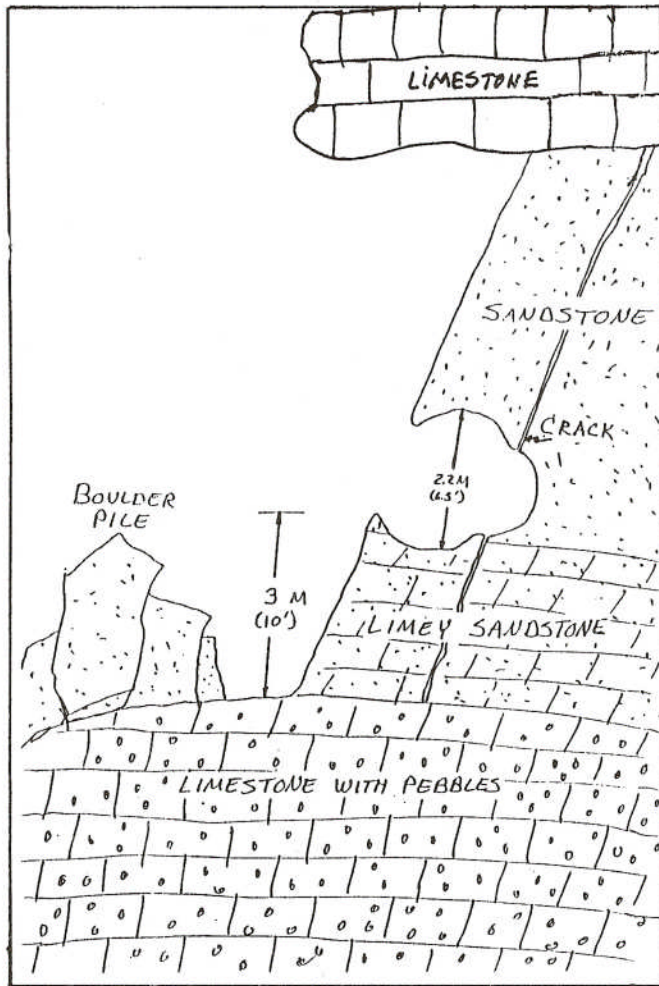 LIMESTONE
SANDSTONE
CRACK
2.2M
(6.5')
BOULDER
PILE
3 M
(10')
LIMEY SANDSTONE
LIMESTONE WITH PEBBLES